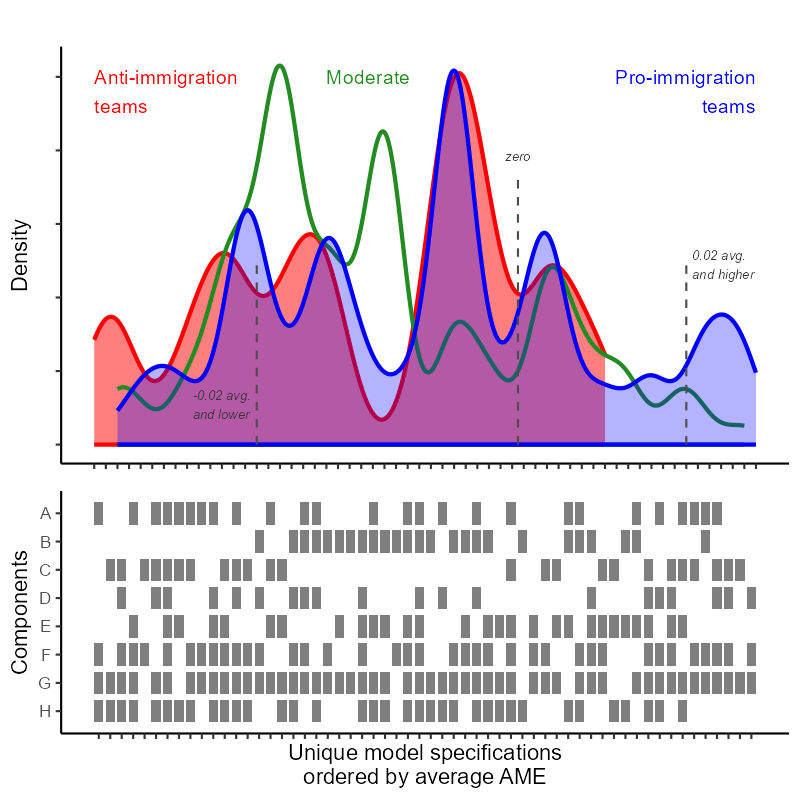 Anti-immigration
teams
Moderate
Pro-immigration
teams
zero
0.02 avg.
and higher
-0.02 avg.
and lower
Density
A
B
C
D
E
F
G
H
Components
Unique model specifications
ordered by average AME